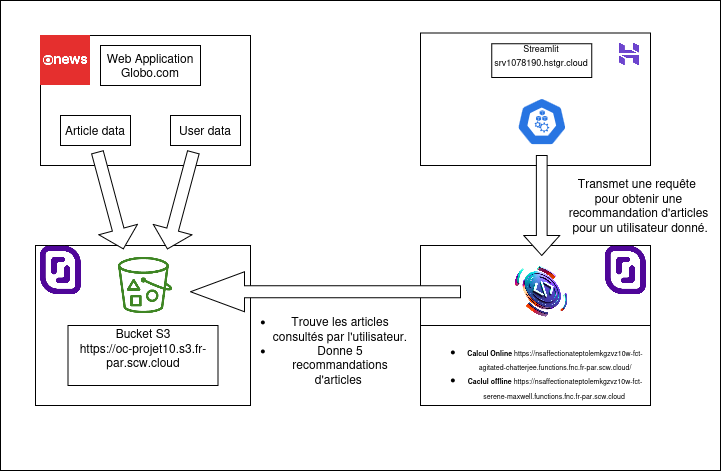 news
Web Application
Globo.com
Article data
User data
Streamlit
srv1078190.hstgr.cloud
Transmet une requête
pour obtenir une
recommandation d'articles
pour un utilisateur donné.
Bucket S3
https://oc-projet10.s3.fr-
par.scw.cloud
• Trouve les articles
consultés par l'utilisateur.
• Donne 5
recommandations
d'articles
• Calcul Online https://nsaffectionateptolemkgzvz10w-fct-
agitated-chatterjee.functions.fnc.fr-par.scw.cloud/
• Caclul offline https://nsaffectionateptolemkgzvz10w-fct-
serene-maxwell.functions.fnc.fr-par.scw.cloud